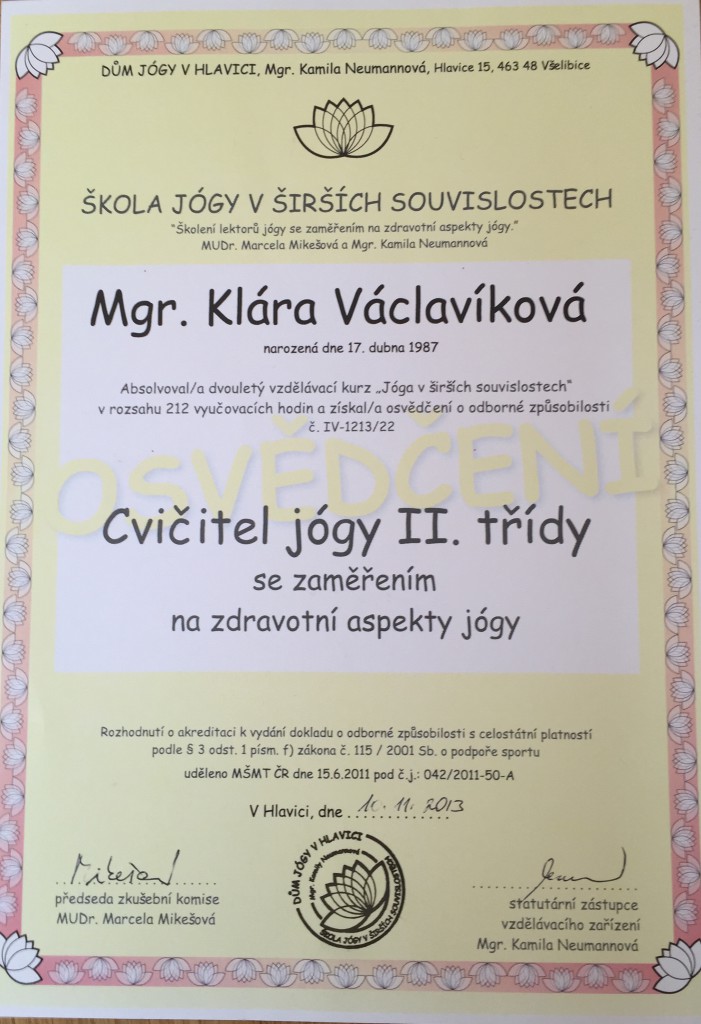 DŮM JÓGY V HLAVICI, Mgr. Kamila Neumannová, Hlavice 15, 463 48 Všelibice
ŠKOLA JÓGY V ŠIRŠÍCH SOUVISLOSTECH
"Školení lektorů jógy se zaměřením na zdravotní aspekty jógy."
MUDr. Marcela Mikešová a Mgr. Kamila Neumannová
Mgr. Klára Václavíková
narozená dne 17. dubna 1987
Absolvoval/a dvouletý vzdělávací kurz „Jóga v širších souvislostech"
v rozsahu 212 vyučovacích hodin a získal/a osvědčení o odborné způsobilosti
č. IV-1213/22
OSVĚDČENÍ
Cvičitel jógy II. třídy
se zaměřením
na zdravotní aspekty jógy
Rozhodnutí o akreditaci k vydání dokladu o odborné způsobilosti s celostátní platností
podle § 3 odst. 1 písm. f) zákona č. 115 / 2001 Sb. o podpoře sportu
uděleno MŠMT ČR dne 15.6.2011 pod č.j.: 042/2011-50-A
V Hlavici, dne 10. 11. 2013
DŮM JÓGY V HLAVICI
Mgr. Kamila Neumannová
ŠKOLA JÓGY V ŠIRŠÍCH SOUVISLOSTECH
předseda zkušební komise
MUDr. Marcela Mikešová
statutární zástupce
vzdělávacího zařízení
Mgr. Kamila Neumannová